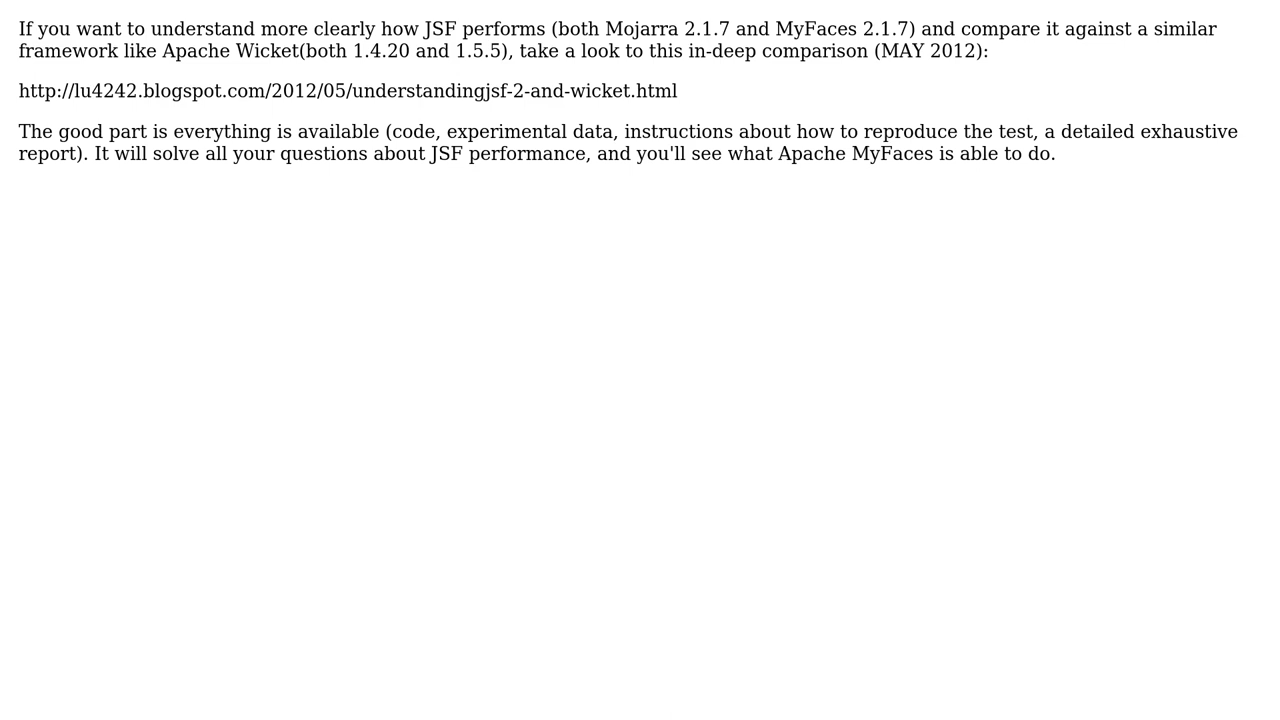 If you want to understand more clearly how JSF performs (both Mojarra 2.1.7 and MyFaces 2.1.7) and compare it against a similar
framework like Apache Wicket(both 1.4.20 and 1.5.5), take a look to this in-deep comparison (MAY 2012):
http://lu4242.blogspot.com/2012/05/understandingjsf-2-and-wicket.html
The good part is everything is available (code, experimental data, instructions about how to reproduce the test, a detailed exhaustive
report). It will solve all your questions about JSF performance, and you'll see what Apache MyFaces is able to do.